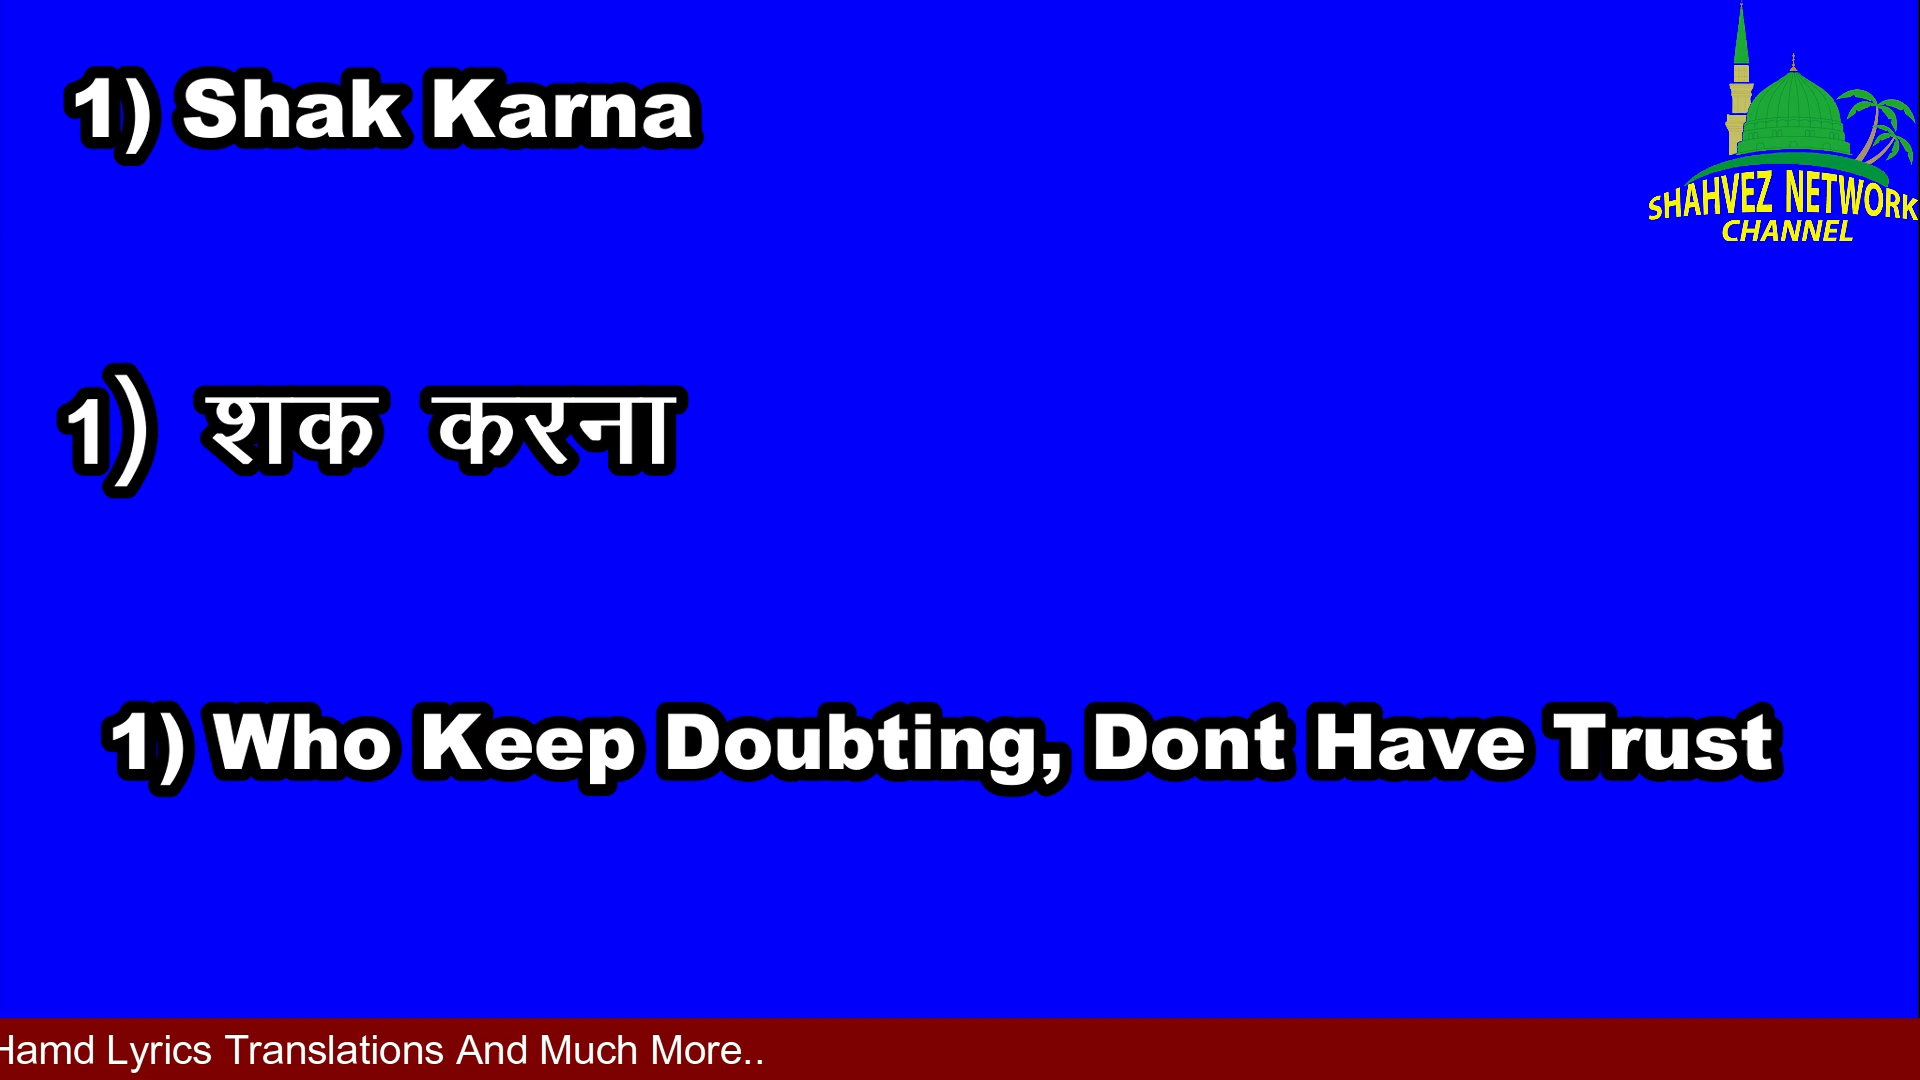 1) Shak Karna
SHAHVEZ NETWORK
CHANNEL
1) शक करना
1) Who Keep Doubting, Dont Have Trust
Hamd Lyrics Translations And Much More..